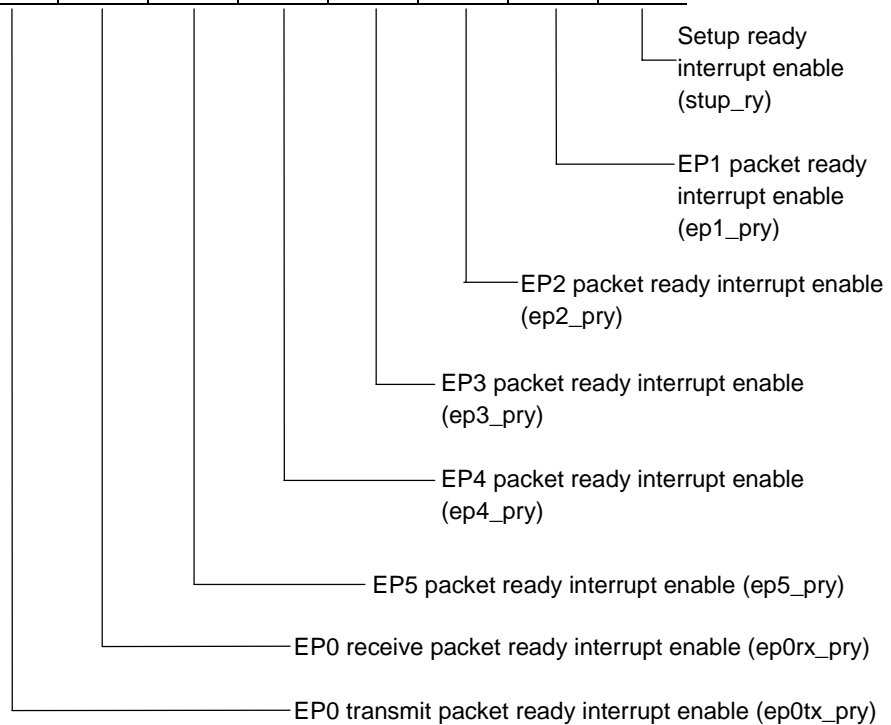 Setup ready
interrupt enable
(stup_ry)
EP1 packet ready
interrupt enable
(ep1_pry)
EP2 packet ready interrupt enable
(ep2_pry)
EP3 packet ready interrupt enable
(ep3_pry)
EP4 packet ready interrupt enable
(ep4_pry)
EP5 packet ready interrupt enable (ep5_pry)
EP0 receive packet ready interrupt enable (ep0rx_pry)
EP0 transmit packet ready interrupt enable (ep0tx_pry)